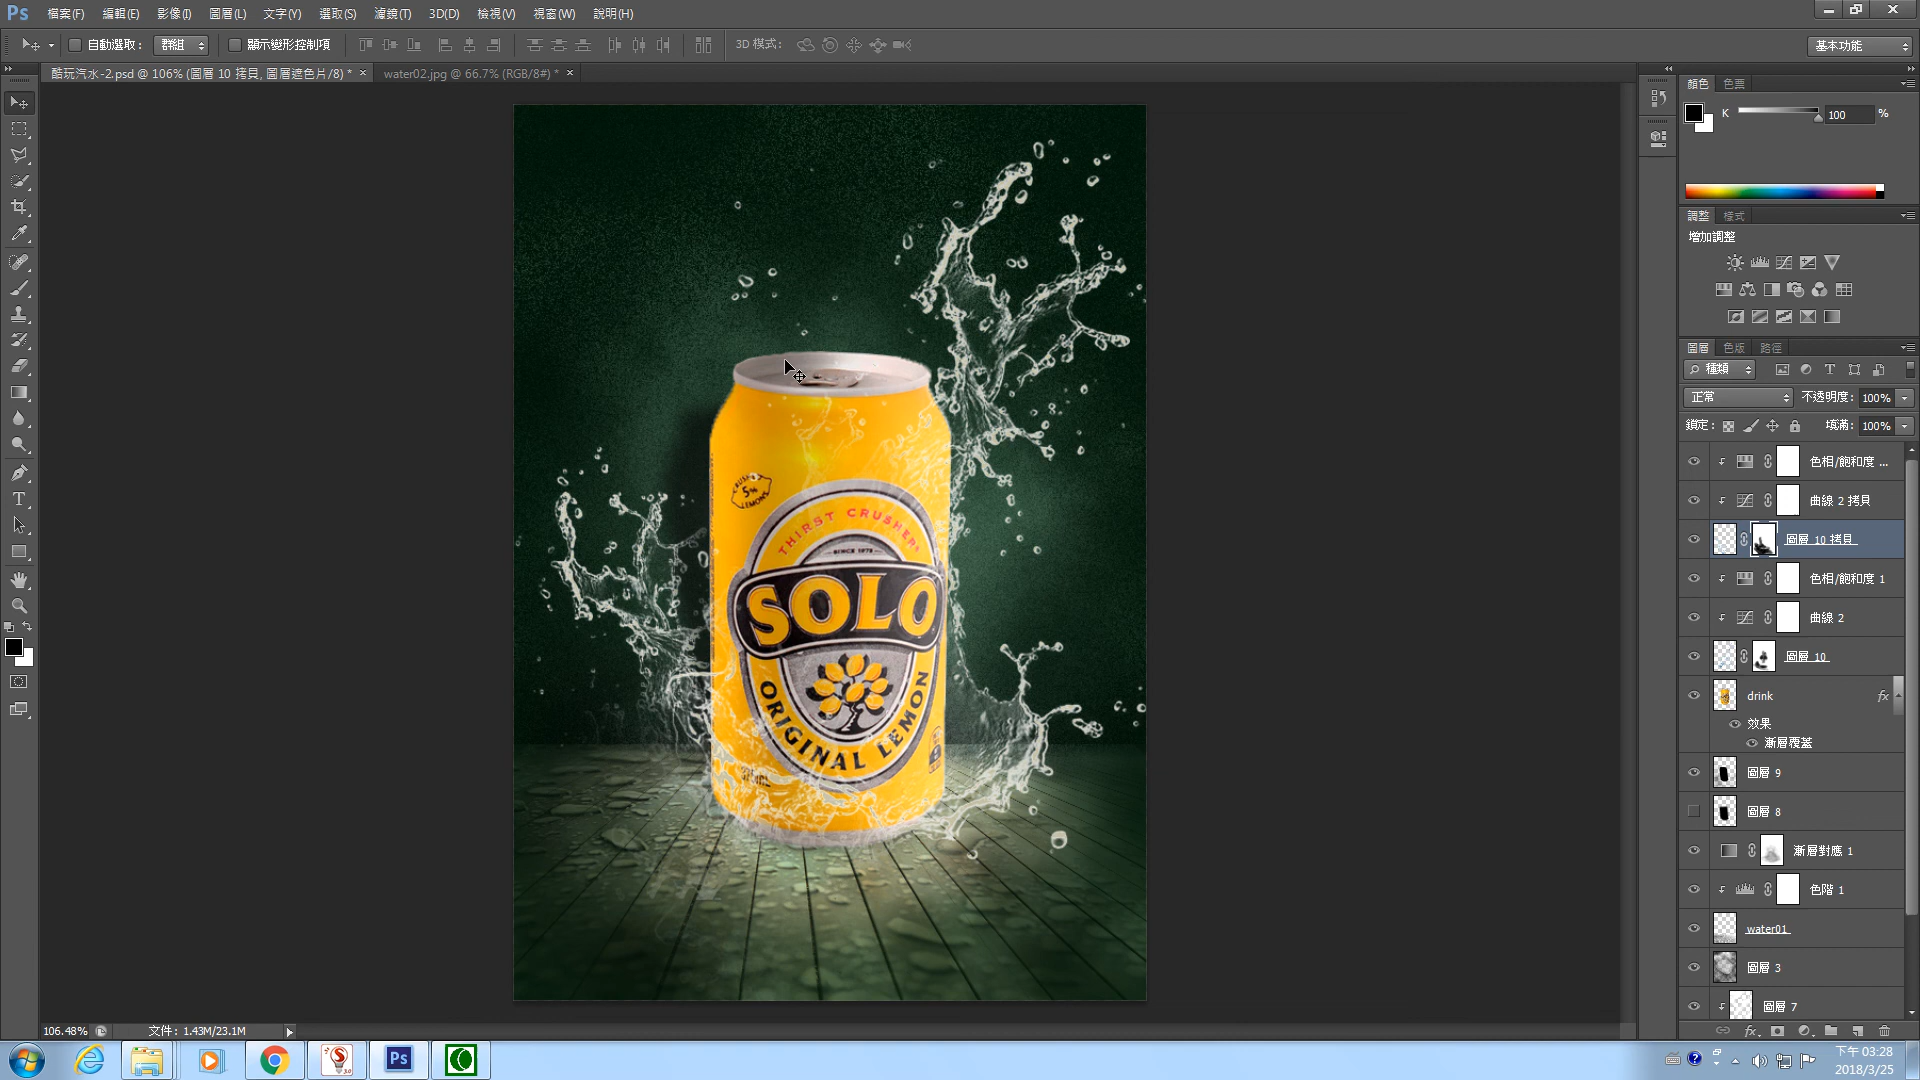 Ps 檔案(F) 編輯(E) 影像(I) 圖層(L) 文字(Y) 選取(S) 濾鏡(T) 3D(D) 檢視(V) 視窗(W) 說明(H)
自動選取： 群組 顯示變形控制項 3D 模式： 基本功能
酷玩汽水-2.psd @ 106% (圖層 10 拷貝, 圖層遮色片/8) * × water02.jpg @ 66.7% (RGB/8#) * ×
顏色 色票
K 100 %
調整 樣式
增加調整
圖層 色版 路徑
種類
正常 不透明度： 100%
鎖定： 填滿： 100%
色相/飽和度 ...
曲線 2 拷貝
圖層 10 拷貝
色相/飽和度 1
曲線 2
圖層 10
drink fx
效果
漸層覆蓋
圖層 9
圖層 8
漸層對應 1
色階 1
water01
圖層 3
圖層 7
CRUSHED
5%
LEMONS
THIRST CRUSHER
SINCE 1973
SOLO
ORIGINAL LEMON
106.48% 文件：1.43M/23.1M
Ps
下午 03:28
2018/3/25